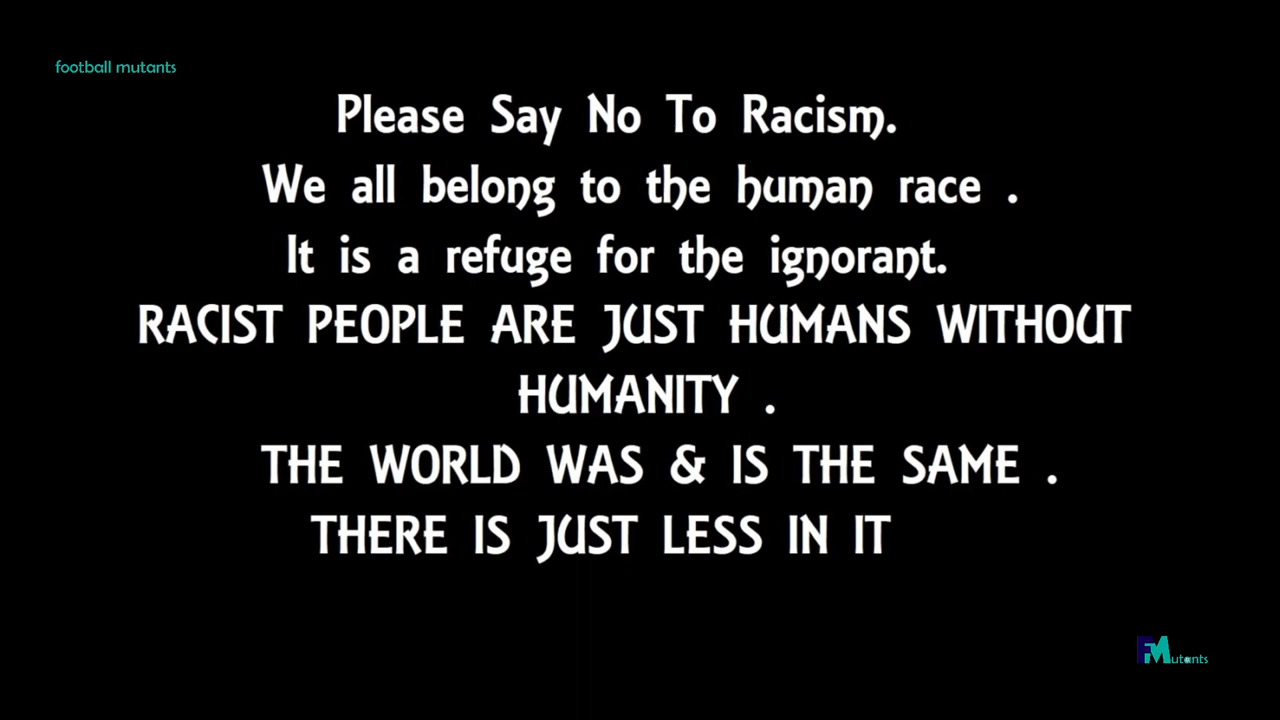 football mutants
Please Say No To Racism.
We all belong to the human race .
It is a refuge for the ignorant.
RACIST PEOPLE ARE JUST HUMANS WITHOUT
HUMANITY .
THE WORLD WAS & IS THE SAME .
THERE IS JUST LESS IN IT
FMutants